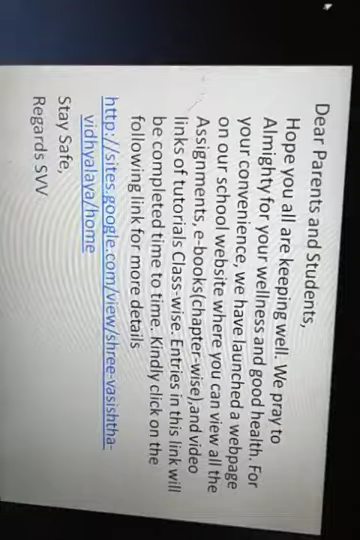 Dear Parents and Students,
Hope you all are keeping well. We pray to
Almighty for your wellness and good health. For
your convenience, we have launched a webpage
on our school website where you can view all the
Assignments, e-books(chapter-wise),and video
links of tutorials Class-wise. Entries in this link will
be completed time to time. Kindly click on the
following link for more details
http://sites.google.com/view/shree-vasishtha-
vidhyalaya/home
Stay Safe,
Regards SVV